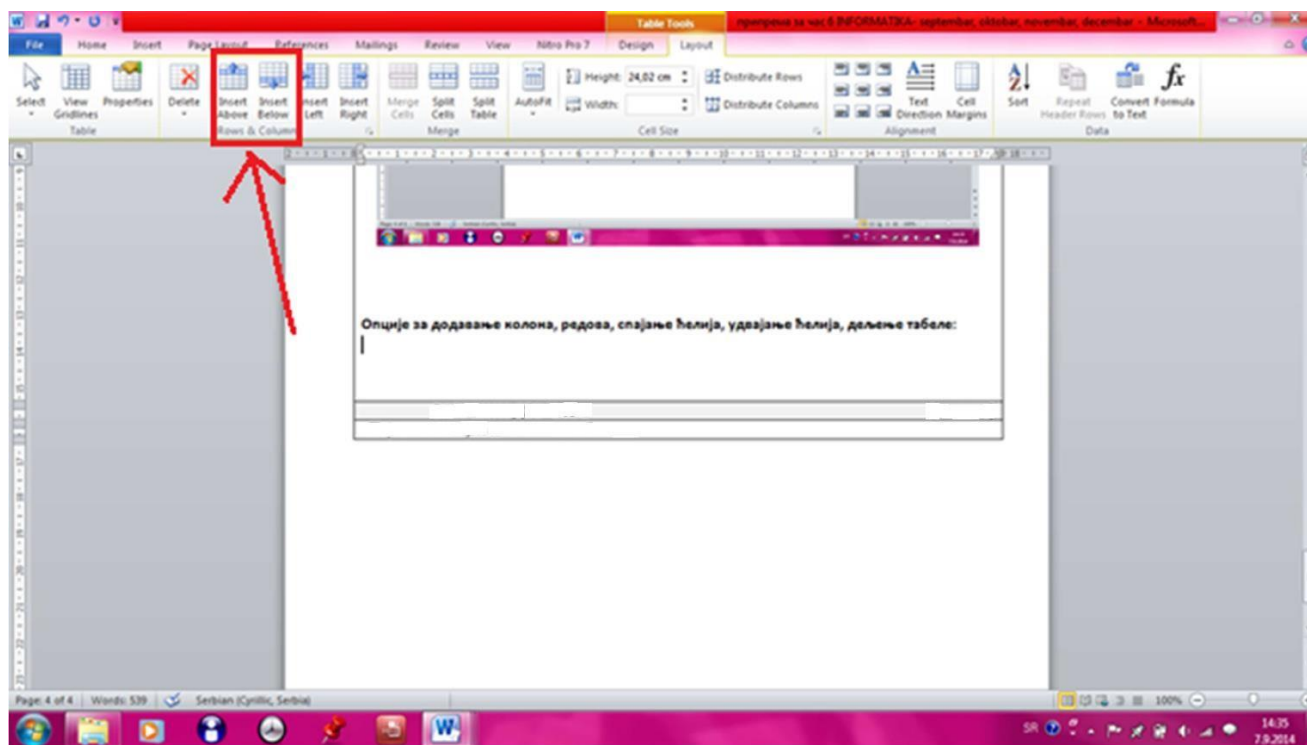 Table Tools
припрема за час 6 INFORMATIKA- septembar, oktobar, novembar, decembar - Microsoft...
File Home Insert Page Layout References Mailings Review View Nitro Pro 7 Design Layout
Select View Gridlines Properties Delete Insert Above Insert Below Insert Left Insert Right Merge Cells Split Cells Split Table AutoFit Height: 24,02 cm Width: Distribute Rows Distribute Columns Text Direction Cell Margins Sort Repeat Header Rows Convert to Text Formula
Table Rows & Column Merge Cell Size Alignment Data
Опције за додавање колона, редова, спајање ћелија, удвајање ћелија, дељење табеле:
Page: 4 of 4 Words: 539 Serbian (Cyrillic, Serbia) 100%
SR 14:35
7.9.2014